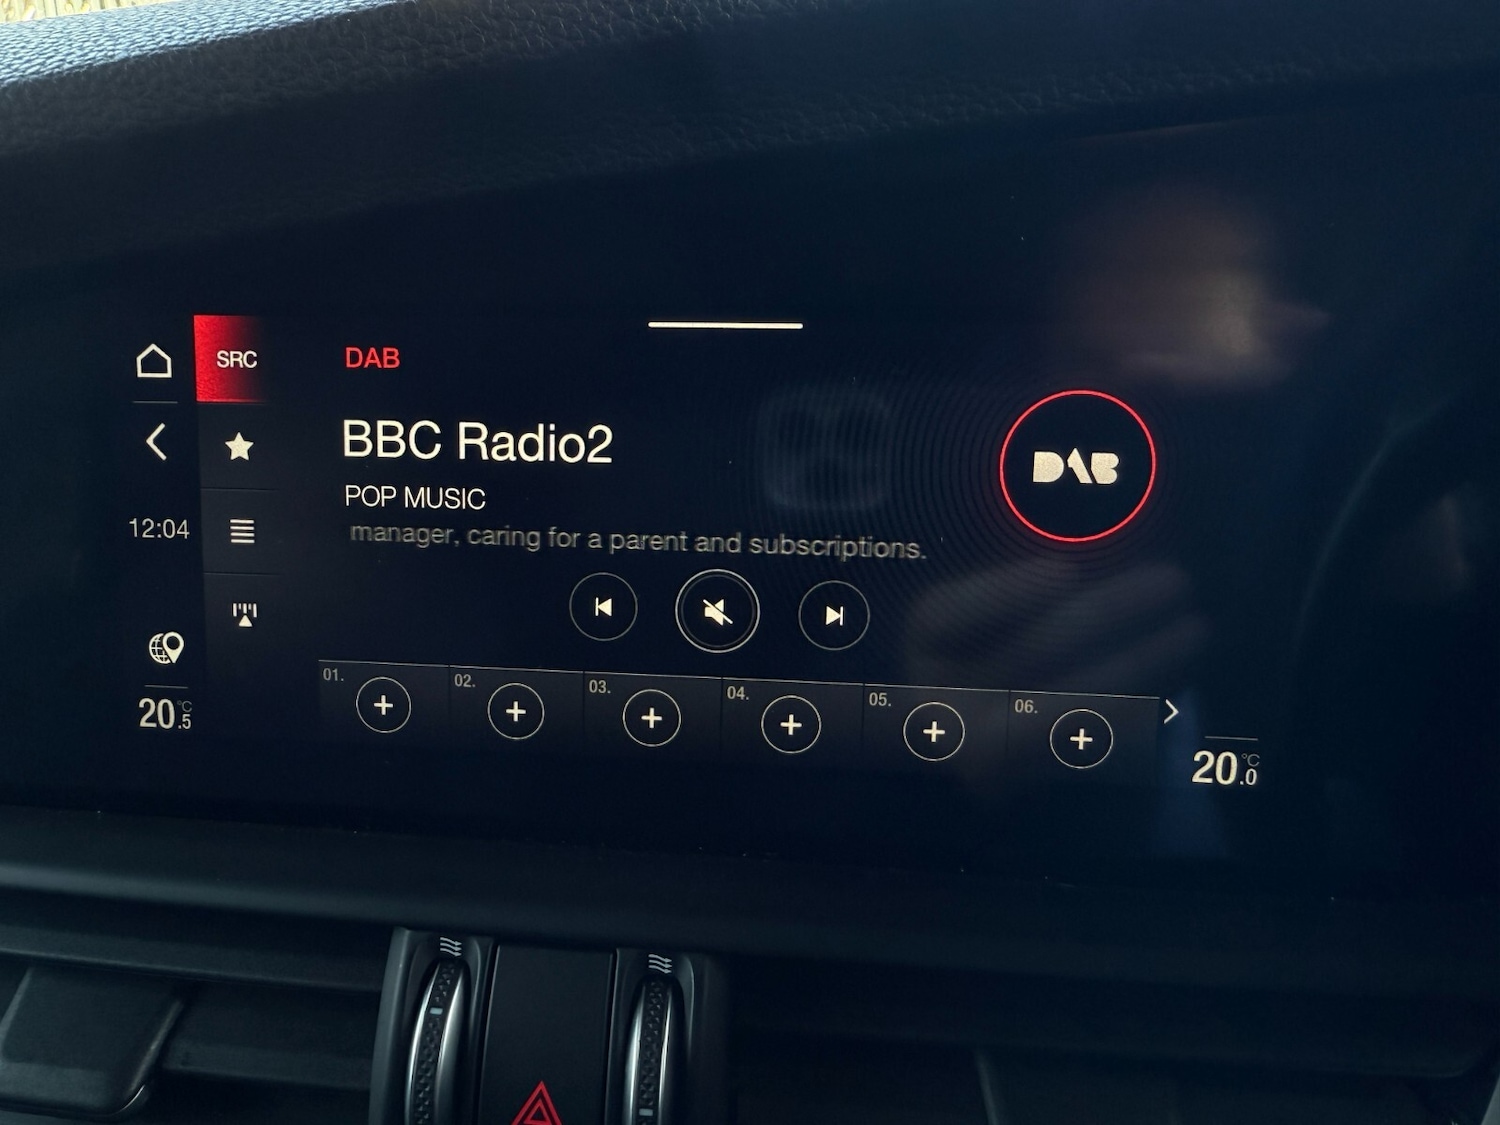 SRC
DAB
BBC Radio2
POP MUSIC
manager, caring for a parent and subscriptions.
12:04
DAB
01. 02. 03. 04. 05. 06.
20.5 °C
20.0 °C